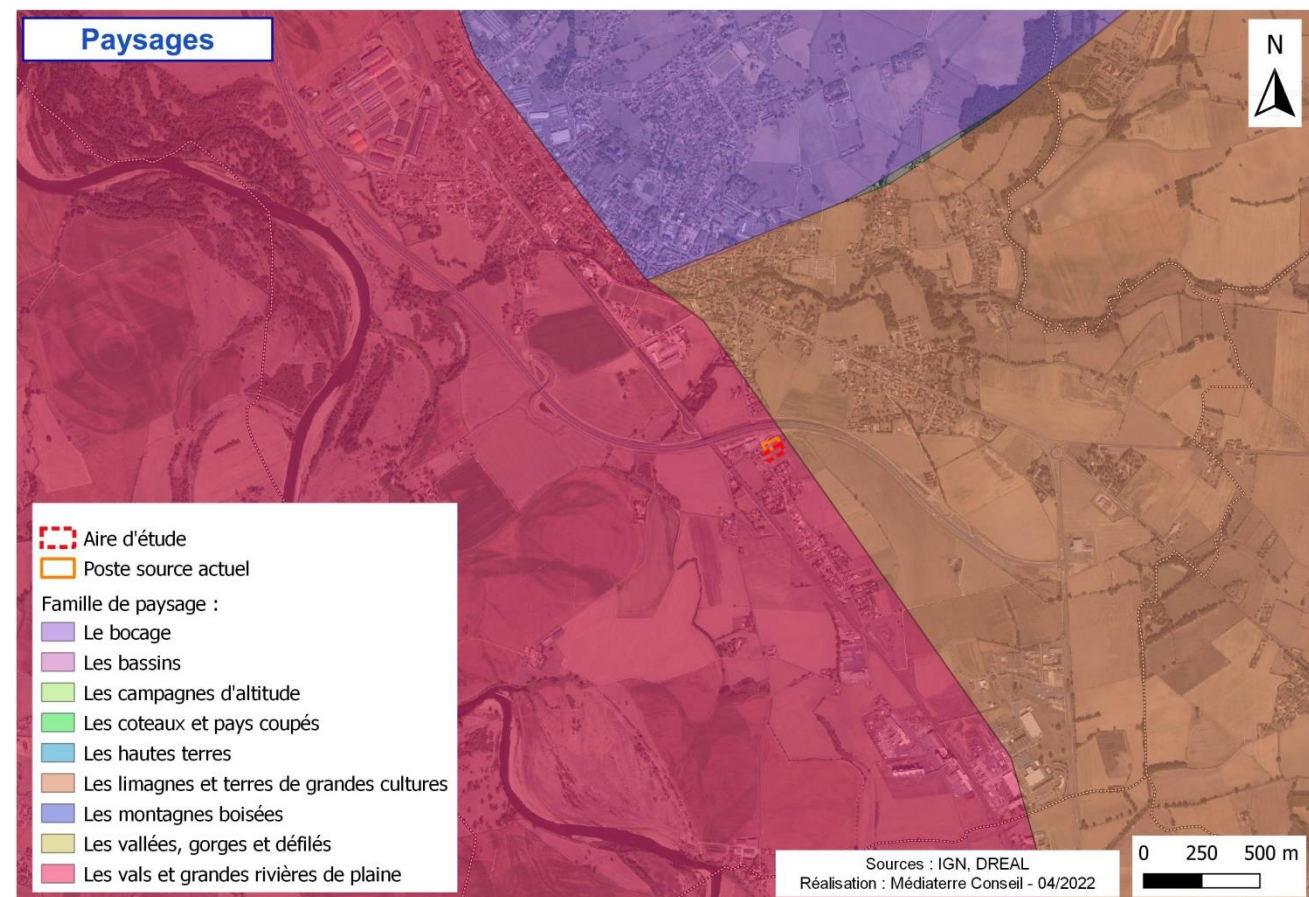 Paysages
N
Aire d'étude
Poste source actuel
Famille de paysage :
Le bocage
Les bassins
Les campagnes d'altitude
Les coteaux et pays coupés
Les hautes terres
Les limagnes et terres de grandes cultures
Les montagnes boisées
Les vallées, gorges et défilés
Les vals et grandes rivières de plaine
Sources : IGN, DREAL
Réalisation : Médiaterre Conseil - 04/2022
0 250 500 m